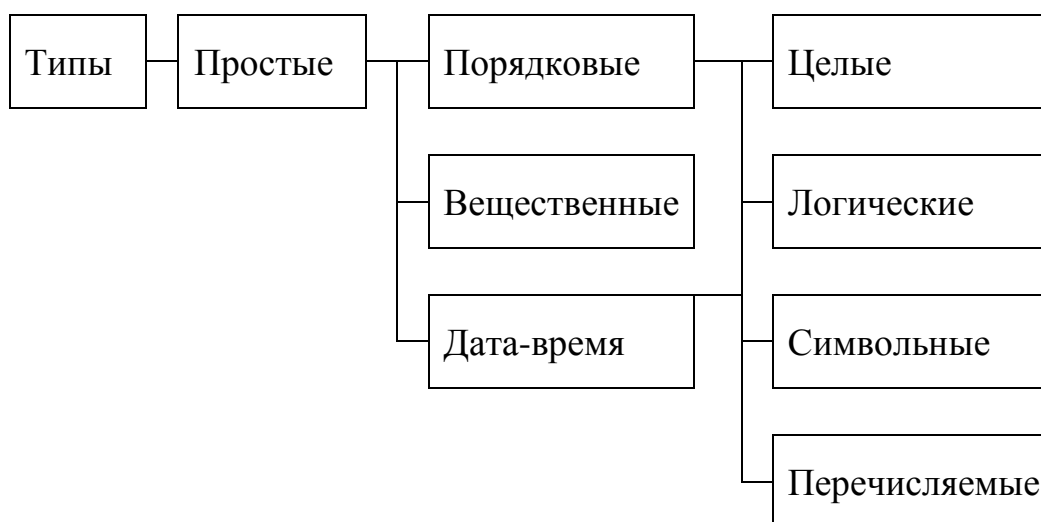 Типы
Простые
Порядковые
Целые
Вещественные
Логические
Дата-время
Символьные
Перечисляемые